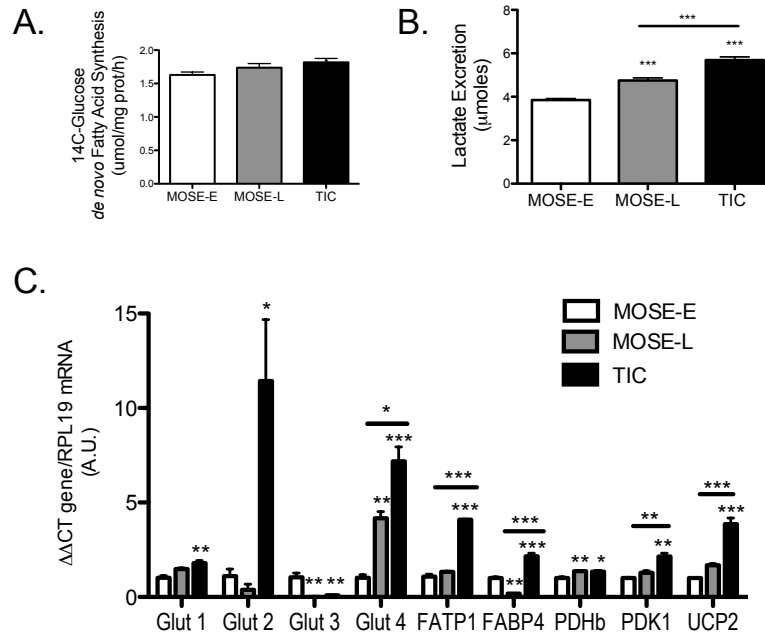 A.
14C-Glucose
de novo Fatty Acid Synthesis
(umol/mg prot/h)
2.0
1.5
1.0
0.5
0.0
MOSE-E MOSE-L TIC
B.
Lactate Excretion
(μmoles)
8
6
4
2
0
***
***
***
MOSE-E MOSE-L TIC
C.
ΔΔCT gene/RPL19 mRNA
(A.U.)
15
10
5
0
MOSE-E
MOSE-L
TIC
**
*
** **
*
** ***
***
***
***
** ***
** *
**
**
***
***
Glut 1 Glut 2 Glut 3 Glut 4 FATP1 FABP4 PDHb PDK1 UCP2